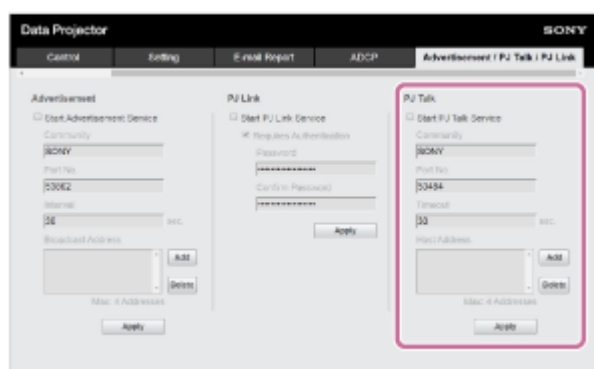 Data Projector
SONY
Control
Setting
E-mail Report
ADCP
Advertisement / PJ Talk / PJ Link
Advertisement
Start Advertisement Service
Community
SONY
Port No.
53862
Interval
30 sec.
Broadcast Address
Add
Delete
Max: 4 Addresses
Apply
PJ Link
Start PJ Link Service
Requires Authentication
Password
Confirm Password
Apply
PJ Talk
Start PJ Talk Service
Community
SONY
Port No.
53484
Timeout
30 sec.
Host Address
Add
Delete
Max: 4 Addresses
Apply